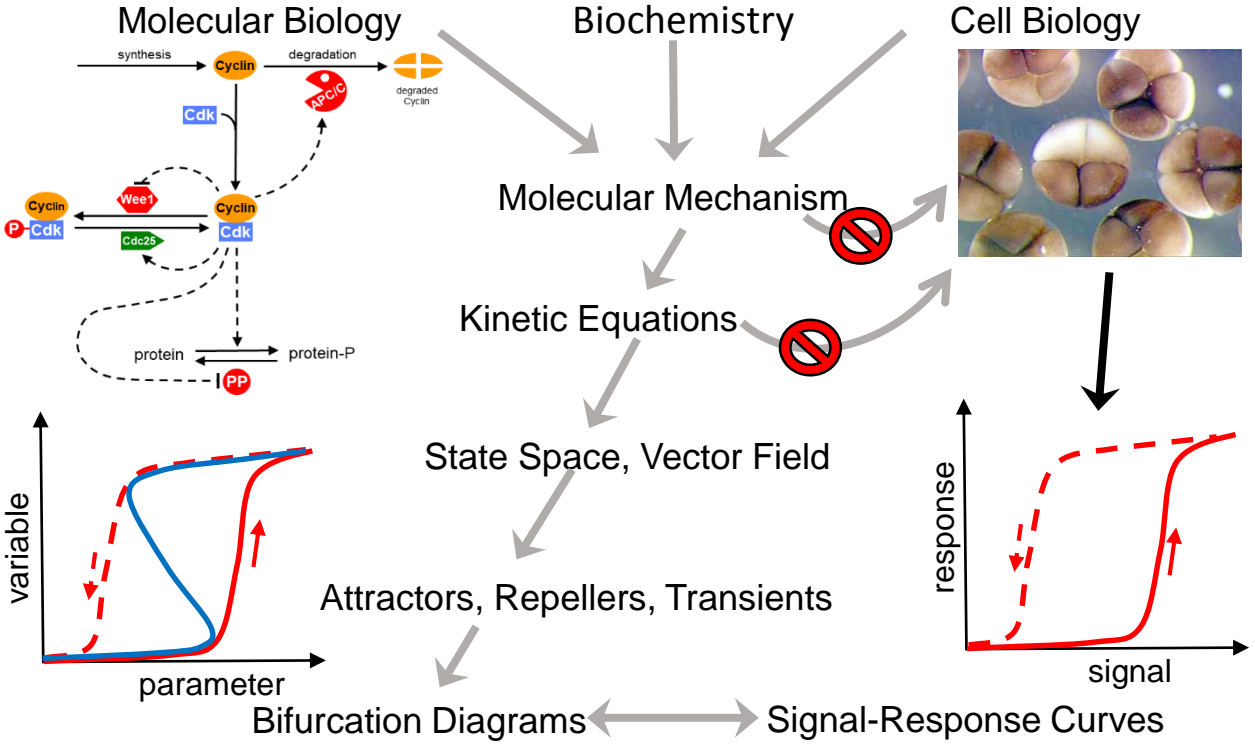 Molecular Biology
Biochemistry
Cell Biology
synthesis
Cyclin
degradation
APC/C
degraded
Cyclin
Cdk
Wee1
Cyclin
P
Cdk
Cyclin
Cdk
Cdc25
protein
protein-P
PP
Molecular Mechanism
Kinetic Equations
State Space, Vector Field
Attractors, Repellers, Transients
variable
parameter
response
signal
Bifurcation Diagrams
Signal-Response Curves